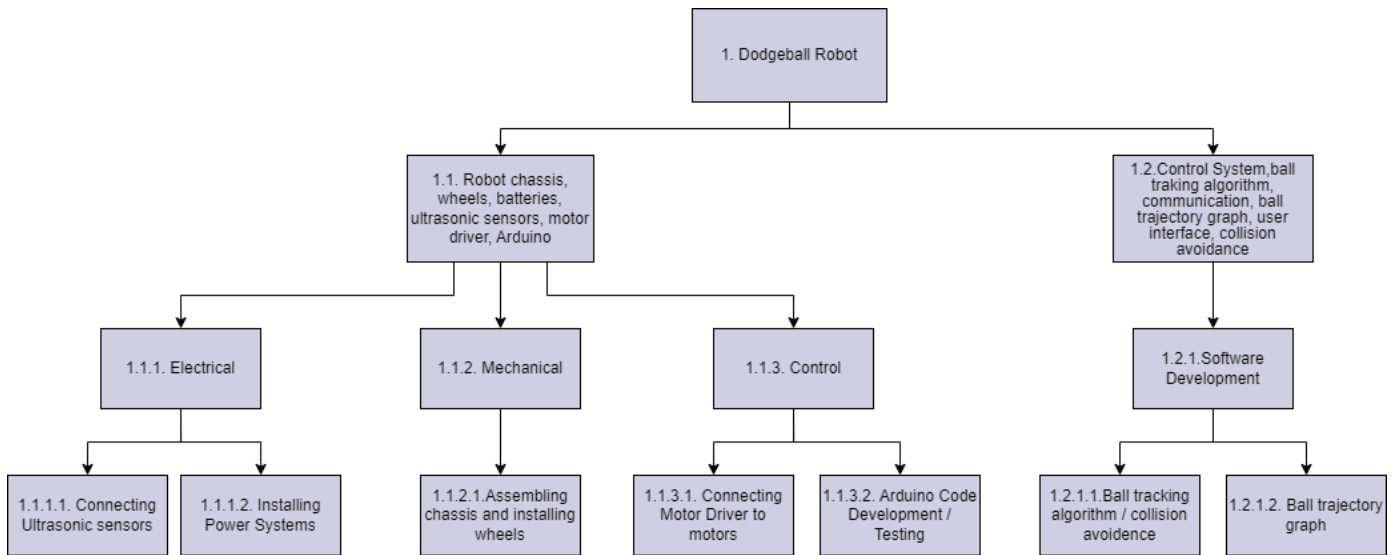 1. Dodgeball Robot
1.1. Robot chassis,
wheels, batteries,
ultrasonic sensors, motor
driver, Arduino
1.2.Control System,ball
traking algorithm,
communication, ball
trajectory graph, user
interface, collision
avoidance
1.1.1. Electrical
1.1.2. Mechanical
1.1.3. Control
1.2.1.Software
Development
1.1.1.1. Connecting
Ultrasonic sensors
1.1.1.2. Installing
Power Systems
1.1.2.1.Assembling
chassis and installing
wheels
1.1.3.1. Connecting
Motor Driver to
motors
1.1.3.2. Arduino Code
Development /
Testing
1.2.1.1.Ball tracking
algorithm / collision
avoidence
1.2.1.2. Ball trajectory
graph